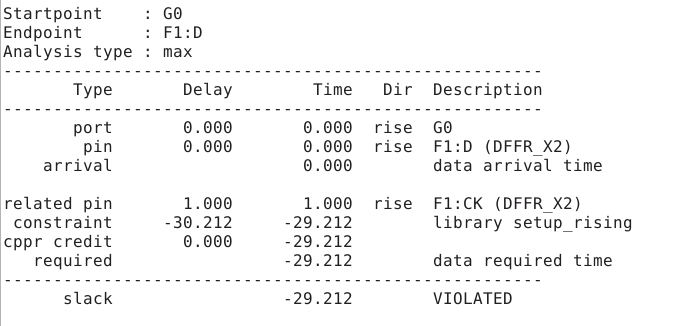 Startpoint    : G0
Endpoint      : F1:D
Analysis type : max
------------------------------------------------------
       Type       Delay        Time   Dir  Description
------------------------------------------------------
       port       0.000       0.000  rise  G0
        pin       0.000       0.000  rise  F1:D (DFFR_X2)
    arrival                   0.000        data arrival time

related pin       1.000       1.000  rise  F1:CK (DFFR_X2)
 constraint     -30.212     -29.212        library setup_rising
cppr credit       0.000     -29.212
   required                 -29.212        data required time
------------------------------------------------------
      slack                 -29.212        VIOLATED